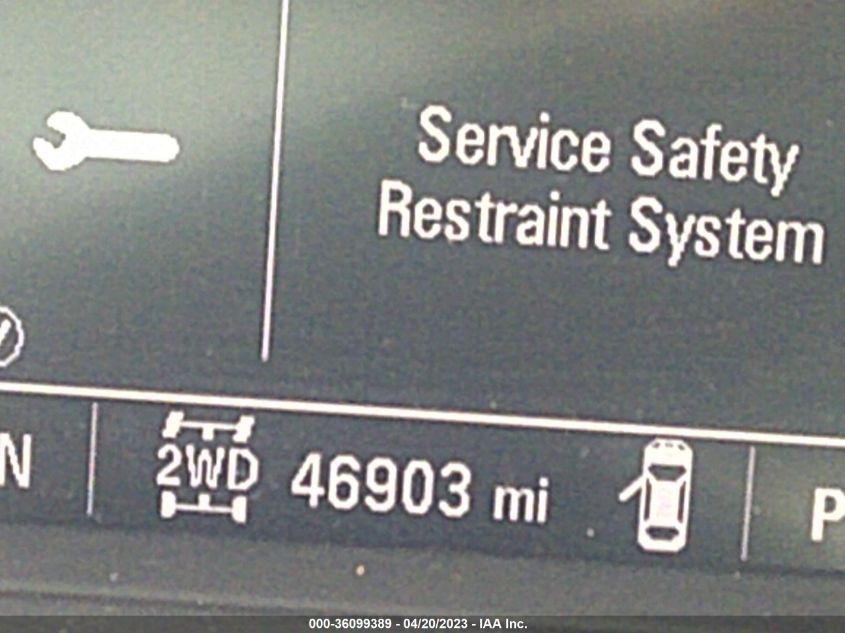 Service Safety
Restraint System
N
2WD 46903 mi
P
000-36099389 - 04/20/2023 - IAA Inc.